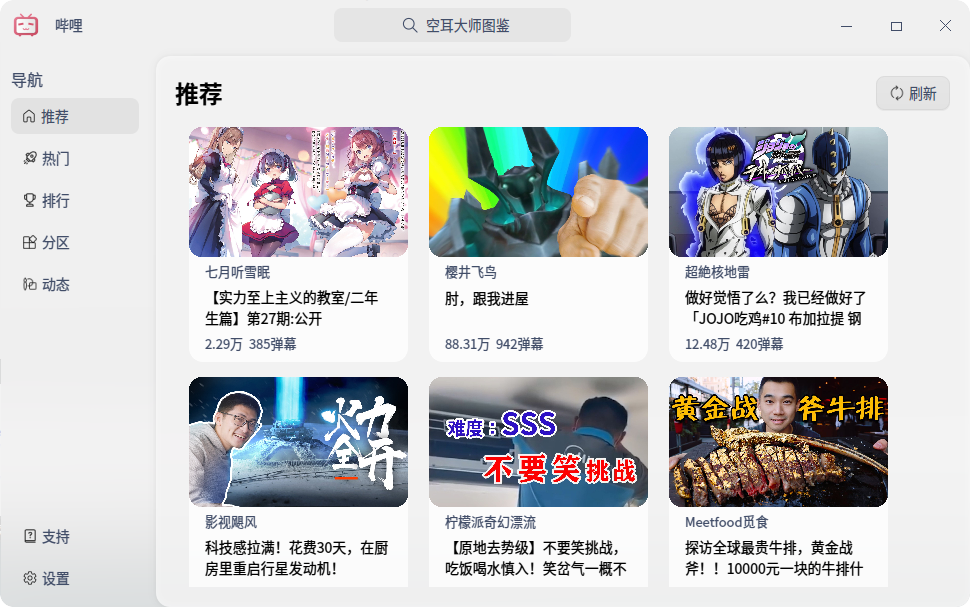 哔哩
空耳大师图鉴
导航
推荐
热门
排行
分区
动态
支持
设置
推荐
刷新
七月听雪眠
【实力至上主义的教室/二年
生篇】第27期:公开
2.29万 385弹幕
樱井飞鸟
肘，跟我进屋
88.31万 942弹幕
超绝核地雷
做好觉悟了么？我已经做好了
「JOJO吃鸡#10 布加拉提 钢
12.48万 420弹幕
火力全开
影视飓风
科技感拉满！花费30天，在厨
房里重启行星发动机！
难度：SSS
不要笑挑战
柠檬派奇幻漂流
【原地去势级】不要笑挑战，
吃饭喝水慎入！笑岔气一概不
黄金战斧牛排
Meetfood觅食
探访全球最贵牛排，黄金战
斧！！10000元一块的牛排什